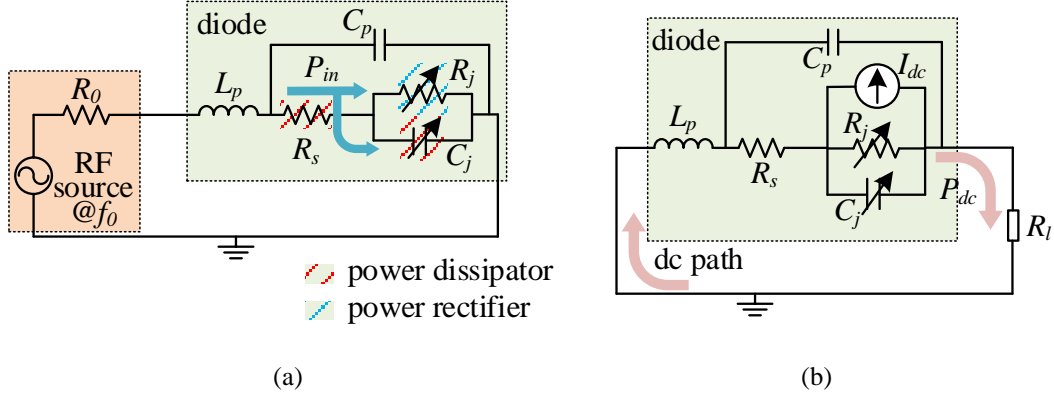 diode
C_p
P_in
R_j
R_0
L_p
R_s
C_j
RF
source
@f_0
power dissipator
power rectifier
(a)
diode
C_p
I_dc
L_p
R_j
R_s
C_j
P_dc
R_l
dc path
(b)